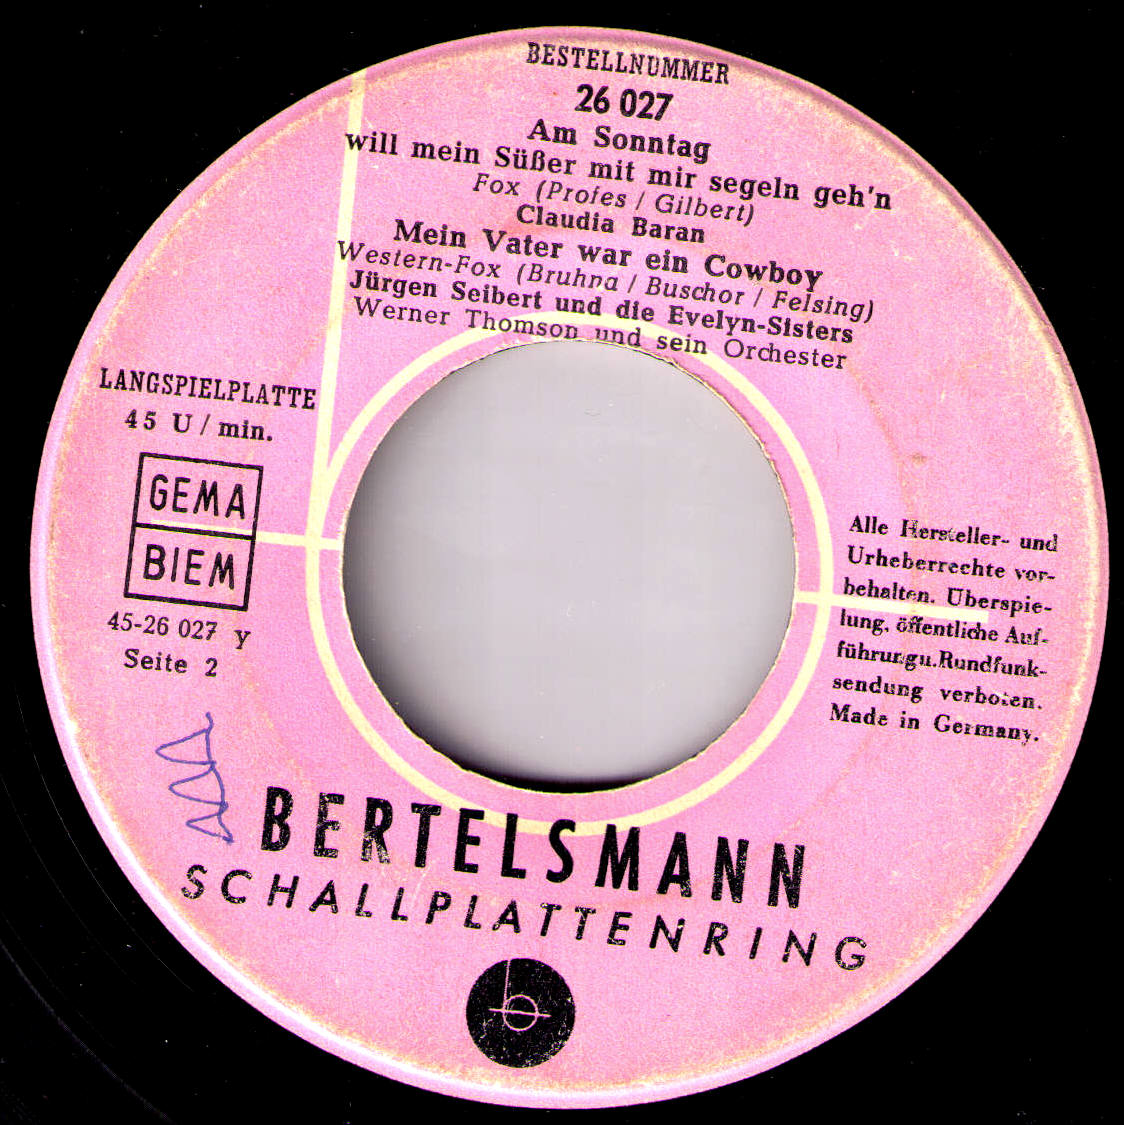 BESTELLNUMMER
26 027
Am Sonntag
will mein Süßer mit mir segeln geh'n
Fox (Profes / Gilbert)
Claudia Baran
Mein Vater war ein Cowboy
Western-Fox (Bruhna / Buschor / Felsing)
Jürgen Seibert und die Evelyn-Sisters
Werner Thomson und sein Orchester
LANGSPIELPLATTE
45 U / min.
GEMA
BIEM
45-26 027 y
Seite 2
Alle Hersteller- und
Urheberrechte vor-
behalten. Überspie-
lung, öffentliche Auf-
führung u. Rundfunk-
sendung verboten.
Made in Germany.
BERTELSMANN
SCHALLPLATTENRING
b